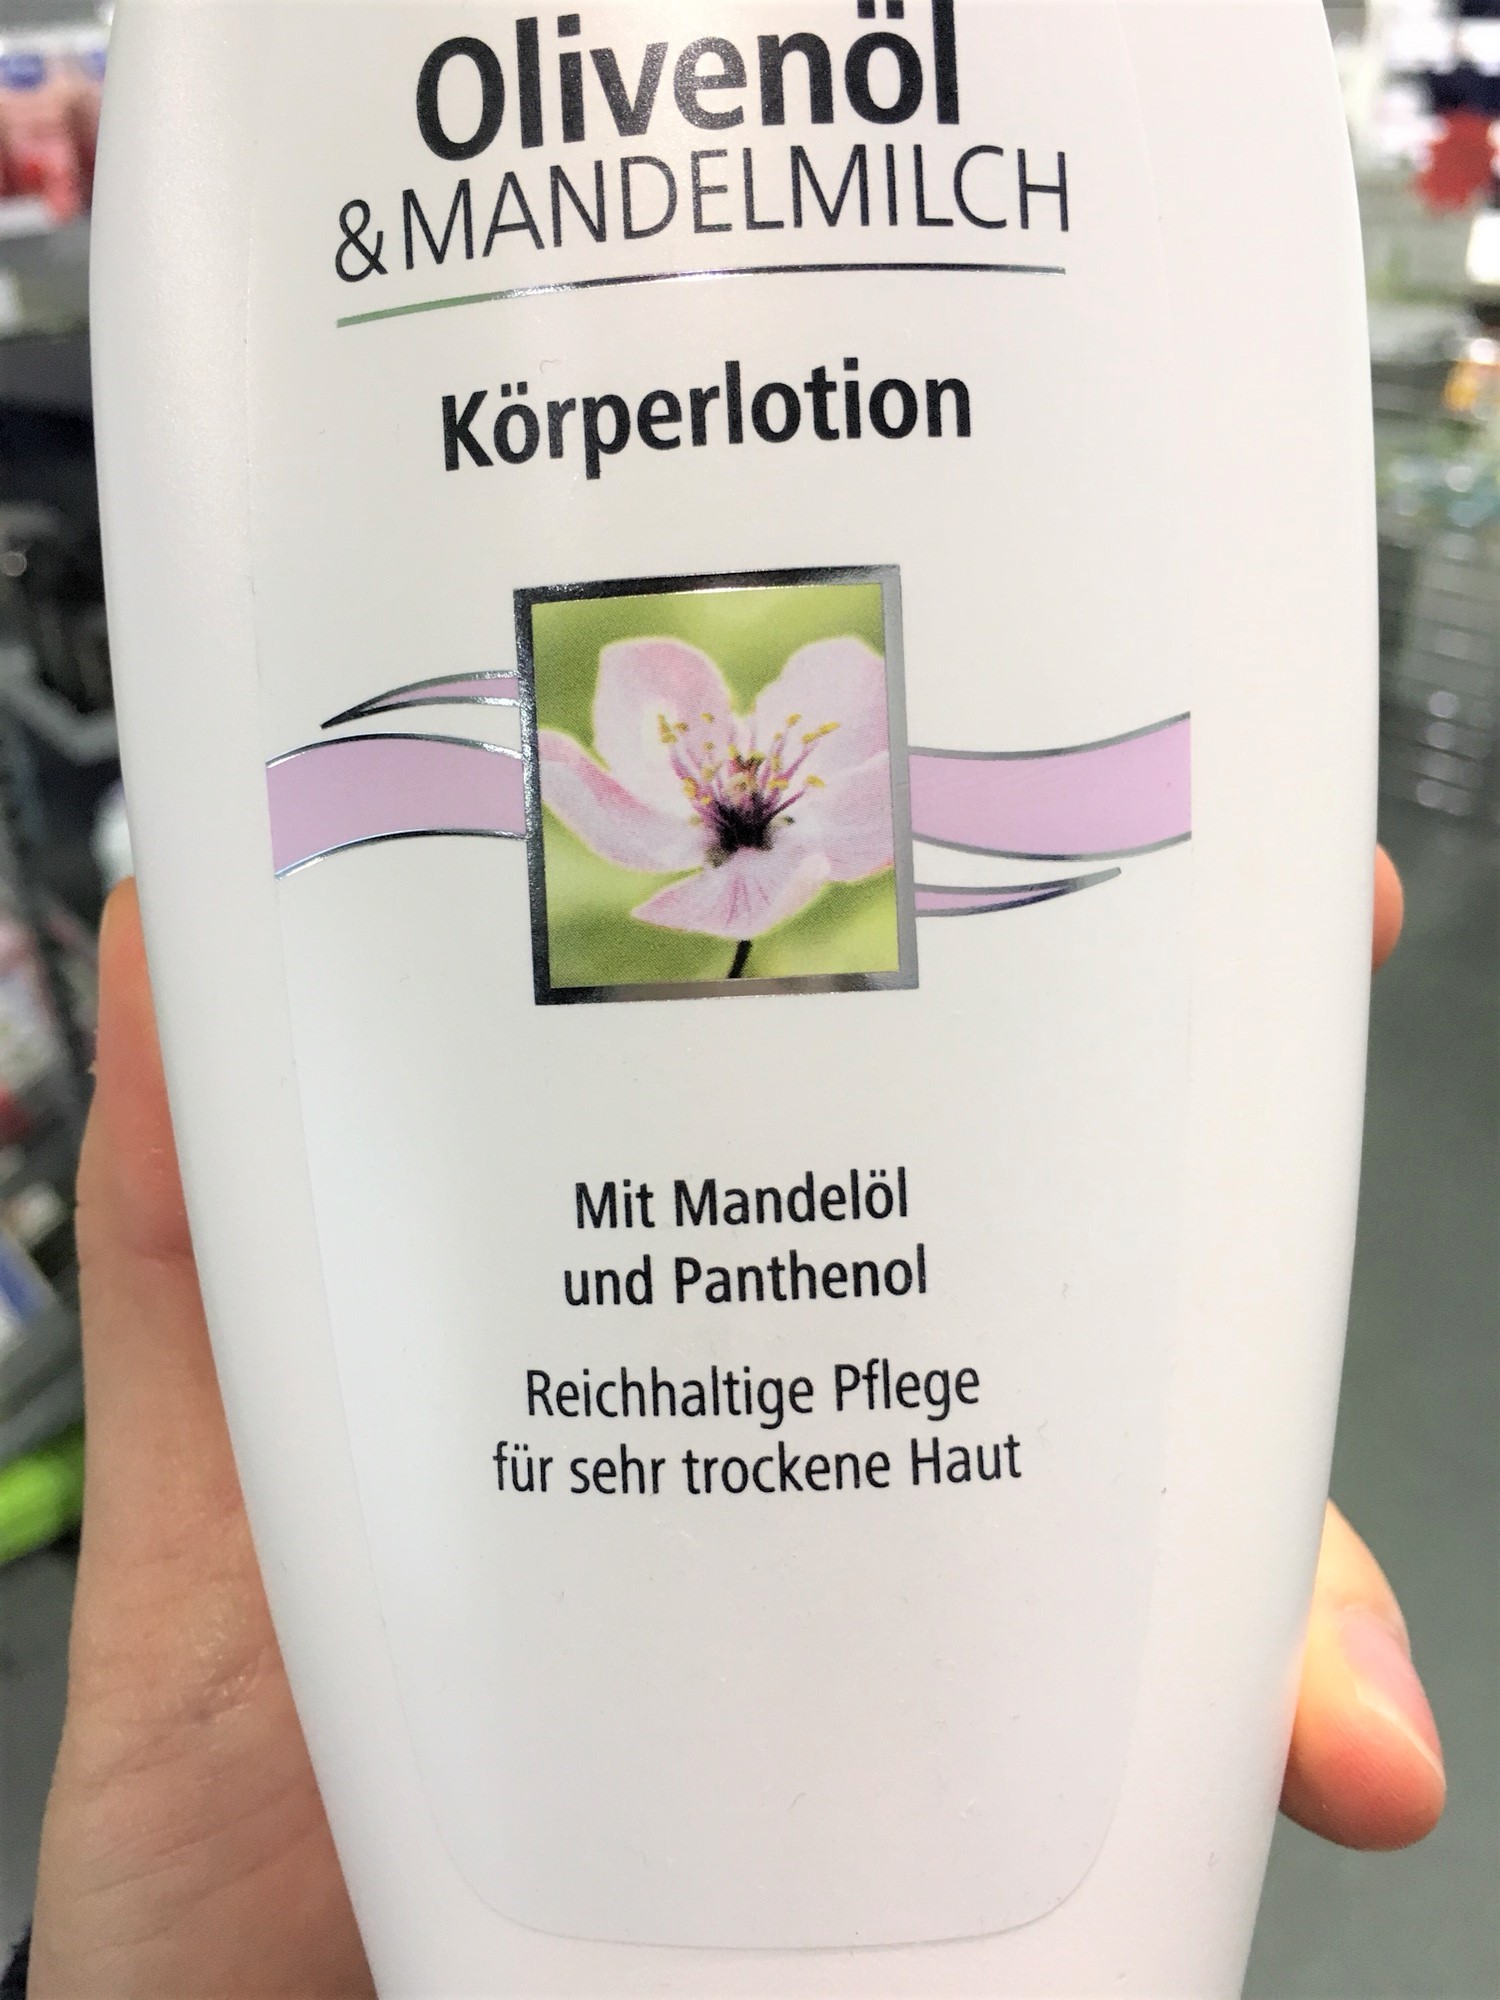 Olivenöl
& MANDELMILCH
Körperlotion
Mit Mandelöl
und Panthenol
Reichhaltige Pflege
für sehr trockene Haut